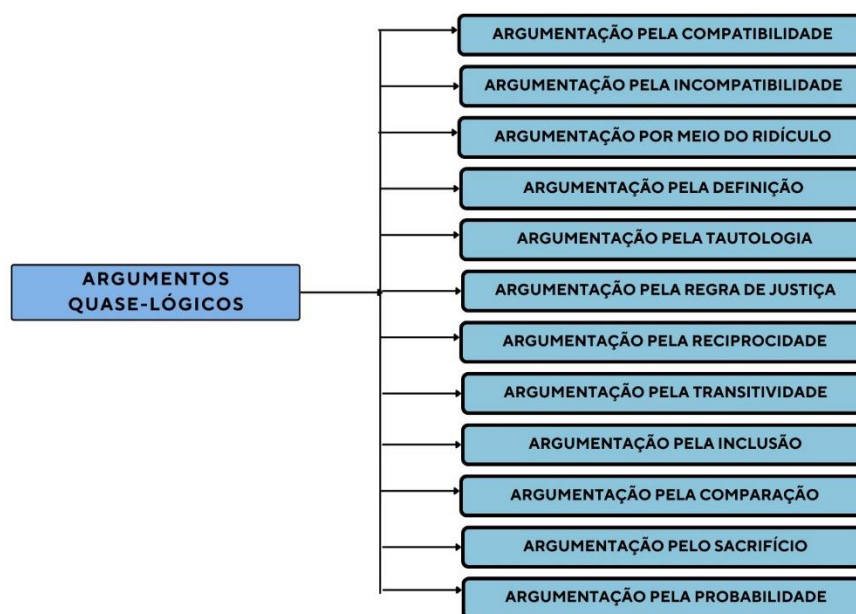 ARGUMENTAÇÃO PELA COMPATIBILIDADE
ARGUMENTAÇÃO PELA INCOMPATIBILIDADE
ARGUMENTAÇÃO POR MEIO DO RIDÍCULO
ARGUMENTAÇÃO PELA DEFINIÇÃO
ARGUMENTAÇÃO PELA TAUTOLOGIA
ARGUMENTOS
QUASE-LÓGICOS
ARGUMENTAÇÃO PELA REGRA DE JUSTIÇA
ARGUMENTAÇÃO PELA RECIPROCIDADE
ARGUMENTAÇÃO PELA TRANSITIVIDADE
ARGUMENTAÇÃO PELA INCLUSÃO
ARGUMENTAÇÃO PELA COMPARAÇÃO
ARGUMENTAÇÃO PELO SACRIFÍCIO
ARGUMENTAÇÃO PELA PROBABILIDADE